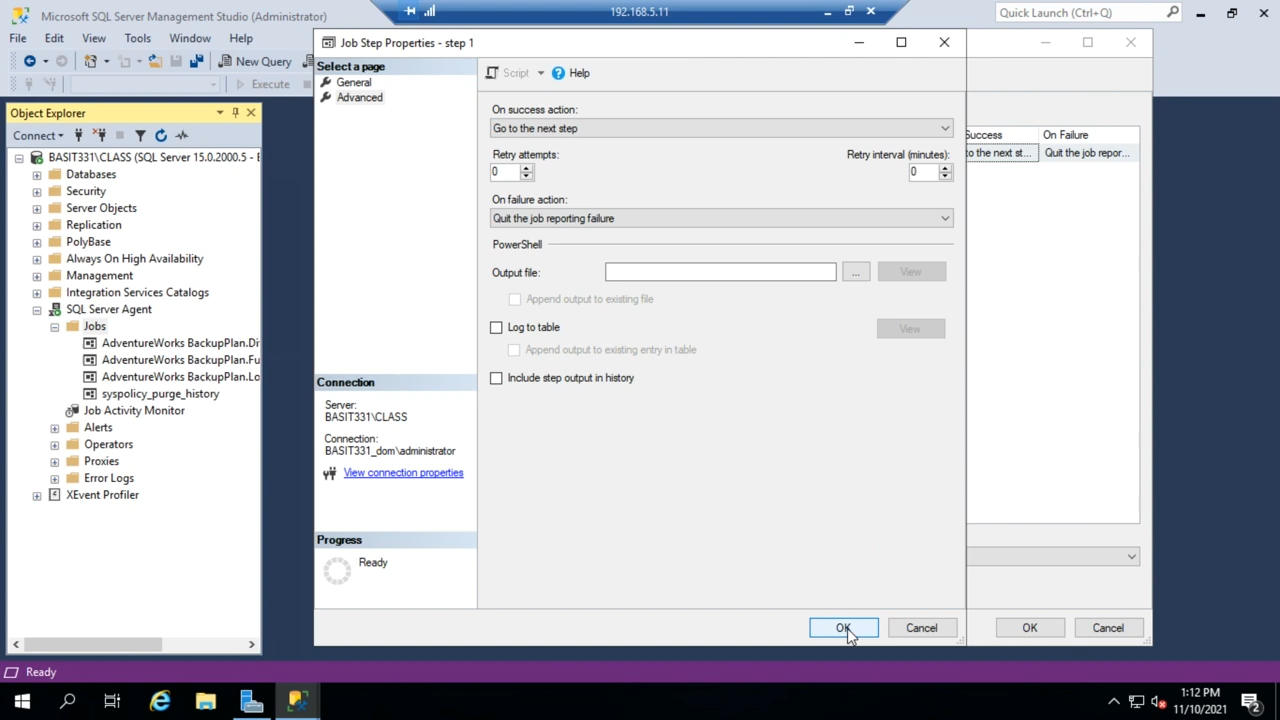 Microsoft SQL Server Management Studio (Administrator)
192.168.5.11
Quick Launch (Ctrl+Q)
File Edit View Tools Window Help
New Query
Execute
Object Explorer
Connect
BASIT331\CLASS (SQL Server 15.0.2000.5 - E
Databases
Security
Server Objects
Replication
PolyBase
Always On High Availability
Management
Integration Services Catalogs
SQL Server Agent
Jobs
AdventureWorks BackupPlan.Di
AdventureWorks BackupPlan.Fu
AdventureWorks BackupPlan.Lo
syspolicy_purge_history
Job Activity Monitor
Alerts
Operators
Proxies
Error Logs
XEvent Profiler
Job Step Properties - step 1
Select a page
General
Advanced
Script Help
On success action:
Go to the next step
Retry attempts:
0
Retry interval (minutes):
0
On failure action:
Quit the job reporting failure
PowerShell
Output file:
...
View
Append output to existing file
Log to table
View
Append output to existing entry in table
Include step output in history
Connection
Server:
BASIT331\CLASS
Connection:
BASIT331_dom\administrator
View connection properties
Progress
Ready
OK Cancel
Success On Failure
to the next st... Quit the job repor...
OK Cancel
Ready
1:12 PM
11/10/2021
2